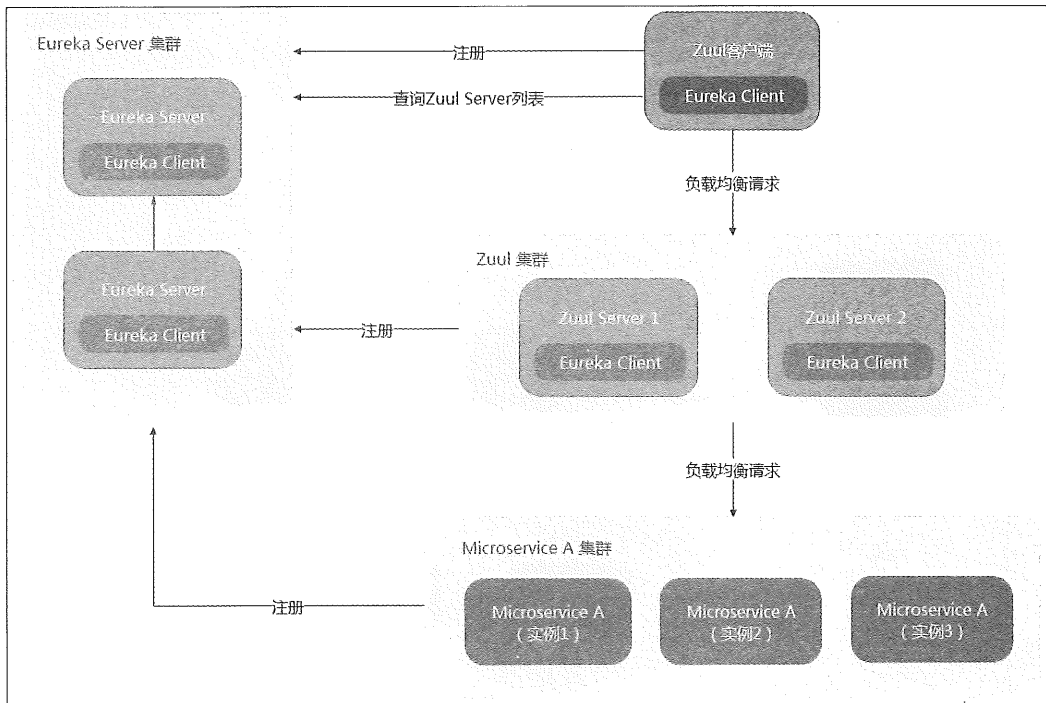 Eureka Server 集群
注册
Zuul客户端
Eureka Client
查询Zuul Server列表
Eureka Server
Eureka Client
负载均衡请求
Eureka Server
Eureka Client
Zuul 集群
Zuul Server 1
Eureka Client
Zuul Server 2
Eureka Client
注册
负载均衡请求
Microservice A 集群
Microservice A
（实例1）
Microservice A
（实例2）
Microservice A
（实例3）
注册